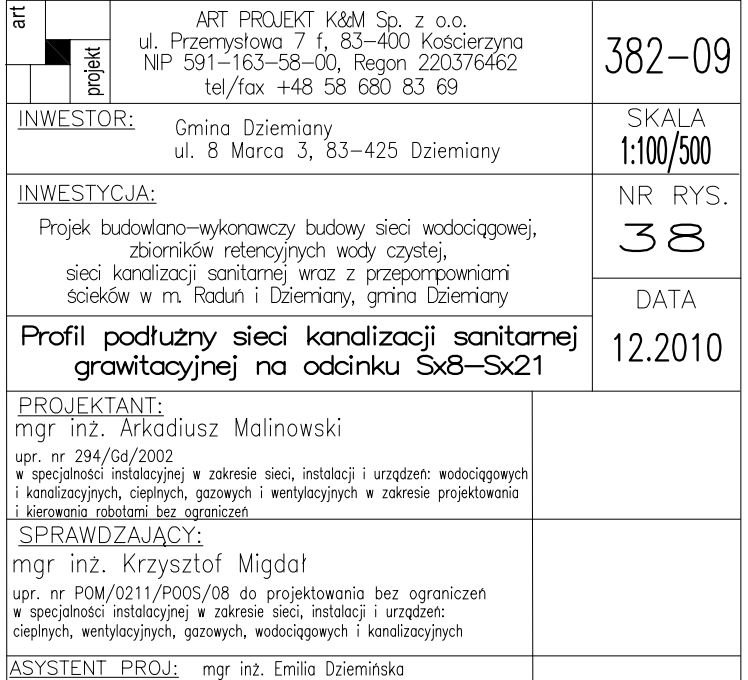 art
projekt
ART PROJEKT K&M Sp. z o.o.
ul. Przemysłowa 7 f, 83-400 Kościerzyna
NIP 591-163-58-00, Regon 220376462
tel/fax +48 58 680 83 69
382-09
INWESTOR:
Gmina Dziemiany
ul. 8 Marca 3, 83-425 Dziemiany
SKALA
1:100/500
INWESTYCJA:
Projek budowlano-wykonawczy budowy sieci wodociągowej,
zbiorników retencyjnych wody czystej,
sieci kanalizacji sanitarnej wraz z przepompowniami
ścieków w m. Raduń i Dziemiany, gmina Dziemiany
NR RYS.
38
Profil podłużny sieci kanalizacji sanitarnej
grawitacyjnej na odcinku Sx8-Sx21
DATA
12.2010
PROJEKTANT:
mgr inż. Arkadiusz Malinowski
upr. nr 294/Gd/2002
w specjalności instalacyjnej w zakresie sieci, instalacji i urządzeń: wodociągowych
i kanalizacyjnych, cieplnych, gazowych i wentylacyjnych w zakresie projektowania
i kierowania robotami bez ograniczeń
SPRAWDZAJĄCY:
mgr inż. Krzysztof Migdał
upr. nr POM/0211/POOS/08 do projektowania bez ograniczeń
w specjalności instalacyjnej w zakresie sieci, instalacji i urządzeń:
cieplnych, wentylacyjnych, gazowych, wodociągowych i kanalizacyjnych
ASYSTENT PROJ: mgr inż. Emilia Dziemińska